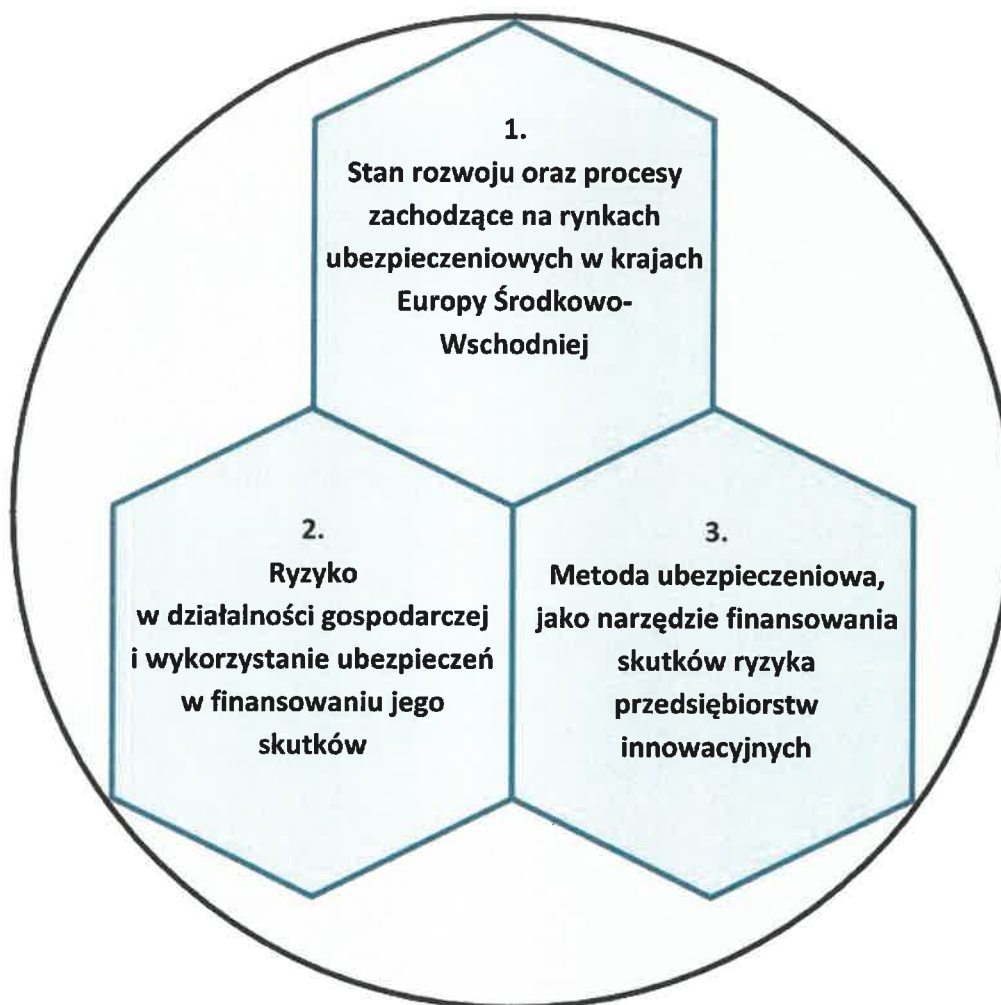 1.
Stan rozwoju oraz procesy
zachodzące na rynkach
ubezpieczeniowych w krajach
Europy Środkowo-
Wschodniej
2.
Ryzyko
w działalności gospodarczej
i wykorzystanie ubezpieczeń
w finansowaniu jego
skutków
3.
Metoda ubezpieczeniowa,
jako narzędzie finansowania
skutków ryzyka
przedsiębiorstw
innowacyjnych